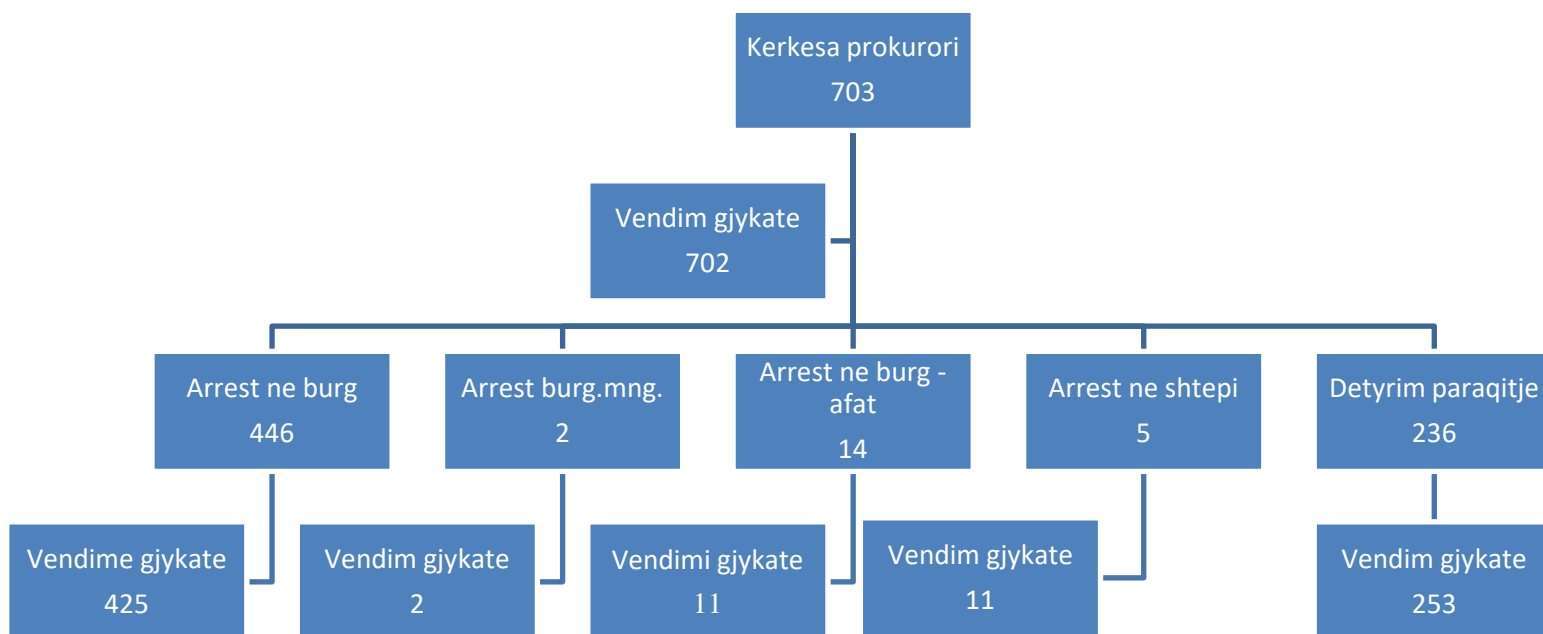 Kerkesa prokurori
703
Vendim gjykate
702
Arrest ne burg
446
Arrest burg.mng.
2
Arrest ne burg -
afat
14
Arrest ne shtepi
5
Detyrim paraqitje
236
Vendime gjykate
425
Vendim gjykate
2
Vendimi gjykate
11
Vendim gjykate
11
Vendim gjykate
253